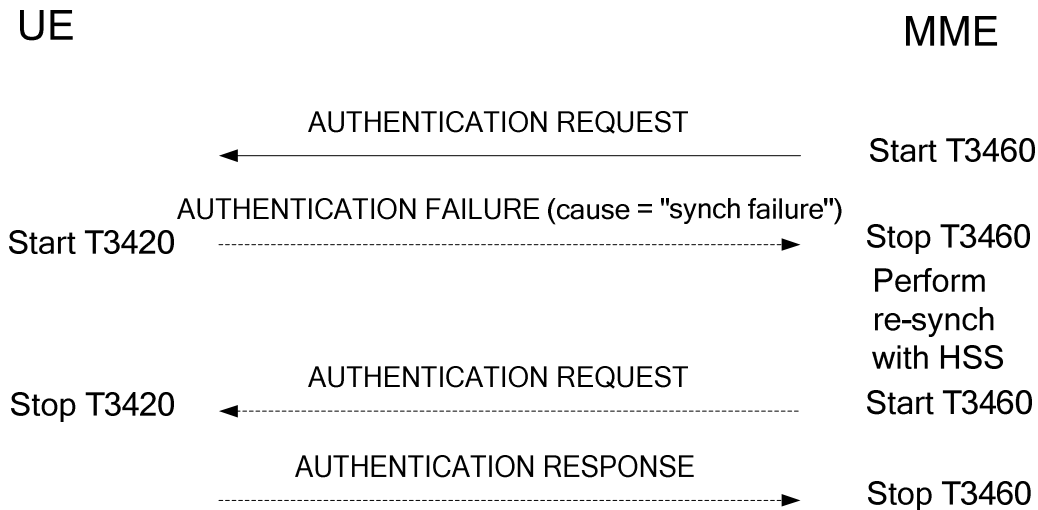 UE
MME
AUTHENTICATION REQUEST
Start T3460
AUTHENTICATION FAILURE (cause = "synch failure")
Start T3420
Stop T3460
Perform
re-synch
with HSS
AUTHENTICATION REQUEST
Stop T3420
Start T3460
AUTHENTICATION RESPONSE
Stop T3460